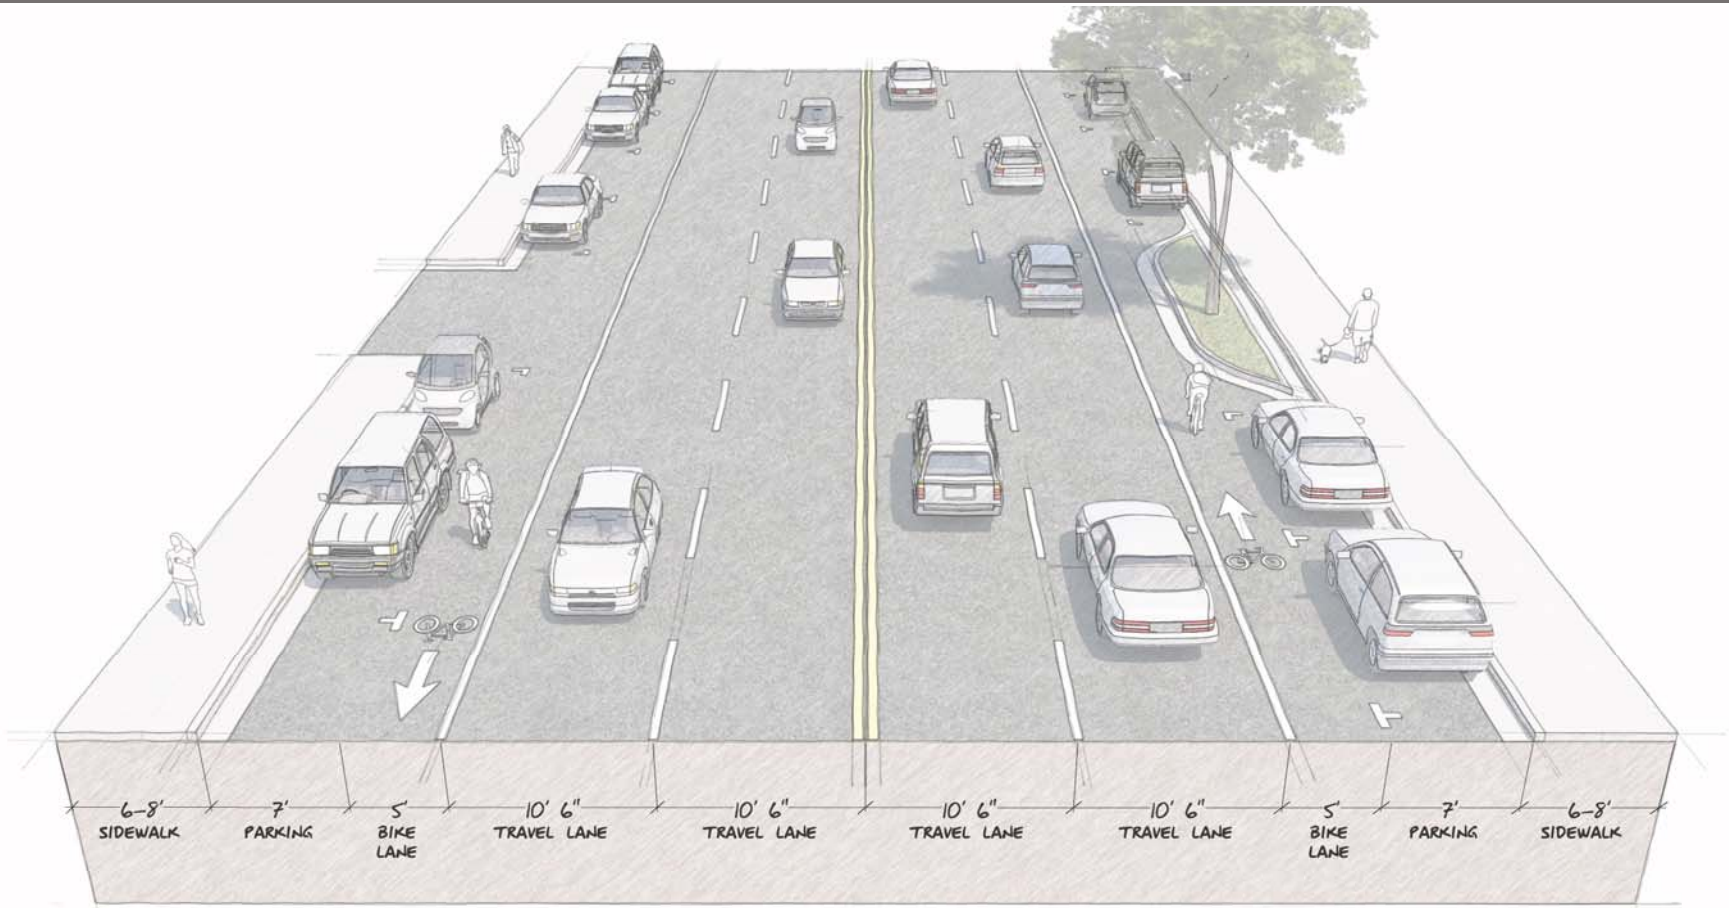 6-8' 7' 5' 10' 6" 10' 6" 10' 6" 10' 6" 5' 7' 6-8'
SIDEWALK PARKING BIKE TRAVEL LANE TRAVEL LANE TRAVEL LANE TRAVEL LANE BIKE PARKING SIDEWALK
LANE LANE